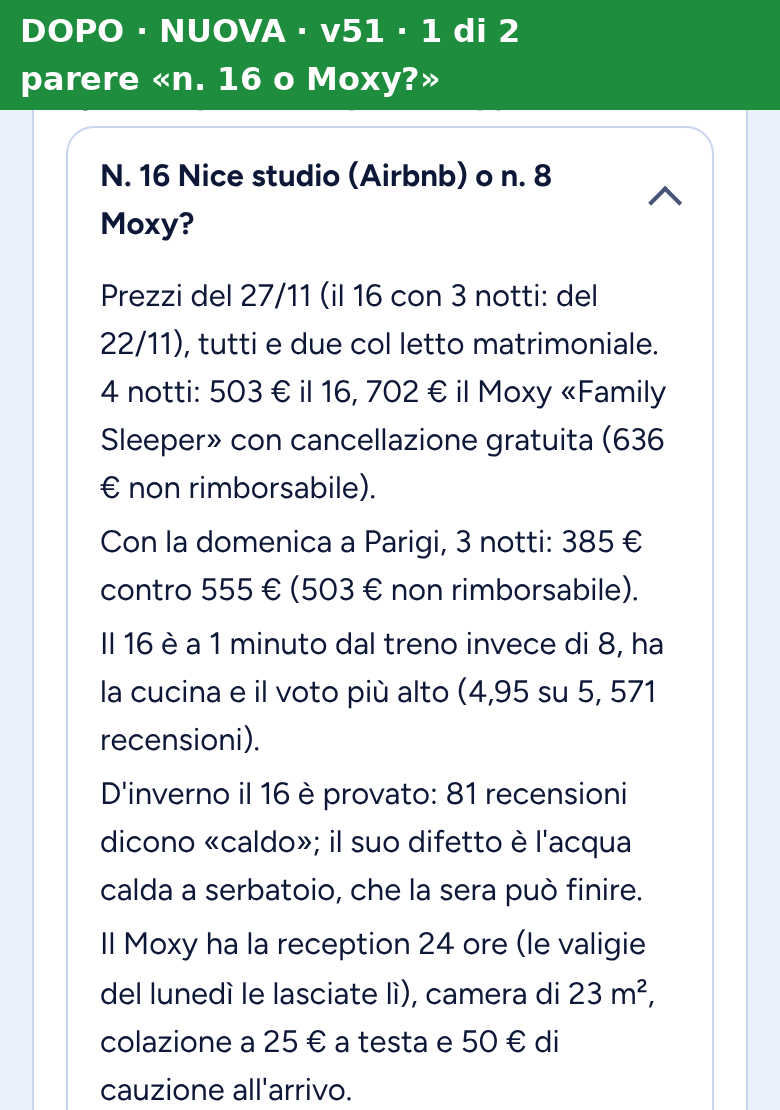 DOPO · NUOVA · v51 · 1 di 2
parere «n. 16 o Moxy?»
N. 16 Nice studio (Airbnb) o n. 8
Moxy?
Prezzi del 27/11 (il 16 con 3 notti: del
22/11), tutti e due col letto matrimoniale.
4 notti: 503 € il 16, 702 € il Moxy «Family
Sleeper» con cancellazione gratuita (636
€ non rimborsabile).
Con la domenica a Parigi, 3 notti: 385 €
contro 555 € (503 € non rimborsabile).
Il 16 è a 1 minuto dal treno invece di 8, ha
la cucina e il voto più alto (4,95 su 5, 571
recensioni).
D'inverno il 16 è provato: 81 recensioni
dicono «caldo»; il suo difetto è l'acqua
calda a serbatoio, che la sera può finire.
Il Moxy ha la reception 24 ore (le valigie
del lunedì le lasciate lì), camera di 23 m²,
colazione a 25 € a testa e 50 € di
cauzione all'arrivo.